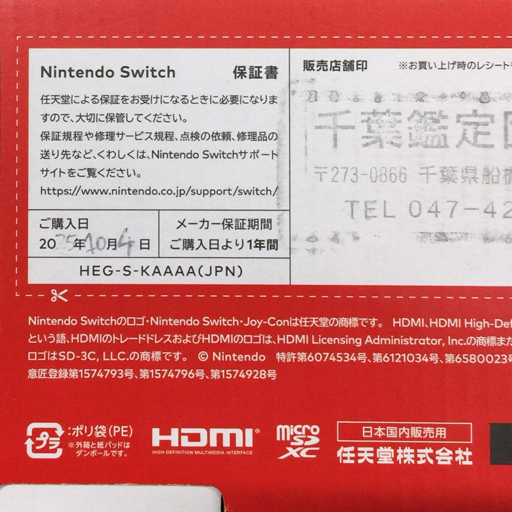 Nintendo Switch 保証書
任天堂による保証をお受けになるときに必要になりま
すので、大切に保管してください。
保証規程や修理サービス規程、点検の依頼、修理品の
送り先など、くわしくは、Nintendo Switchサポート
サイトをご覧ください。
https://www.nintendo.co.jp/support/switch/
ご購入日
2025年10月4日
メーカー保証期間
ご購入日より1年間
HEG-S-KAAAA(JPN)
販売店舗印 ※お買い上げ時のレシート
千葉鑑定団
〒273-0866 千葉県船橋
TEL 047-42
Nintendo Switchのロゴ・Nintendo Switch・Joy-Conは任天堂の商標です。 HDMI、HDMI High-Def
という語、HDMIのトレードドレスおよびHDMIのロゴは、HDMI Licensing Administrator, Inc.の商標また
ロゴはSD-3C, LLC.の商標です。 © Nintendo 特許第6074534号、第6121034号、第6580023号
意匠登録第1574793号、第1574796号、第1574928号
プラ
:ポリ袋(PE)
※外箱と紙パッドは
ダンボールです。
HDMI
HIGH-DEFINITION MULTIMEDIA INTERFACE
micro
SD
XC
日本国内販売用
任天堂株式会社